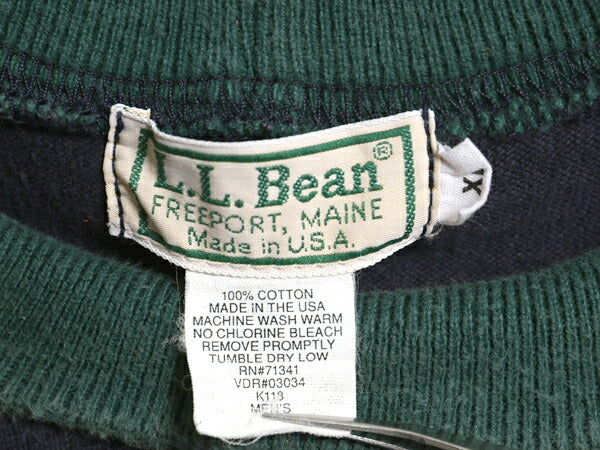 L.L. Bean®
FREEPORT, MAINE
Made in U.S.A.
100% COTTON
MADE IN THE USA
MACHINE WASH WARM
NO CHLORINE BLEACH
REMOVE PROMPTLY
TUMBLE DRY LOW
RN#71341
VDR#03034
K113
MEN'S